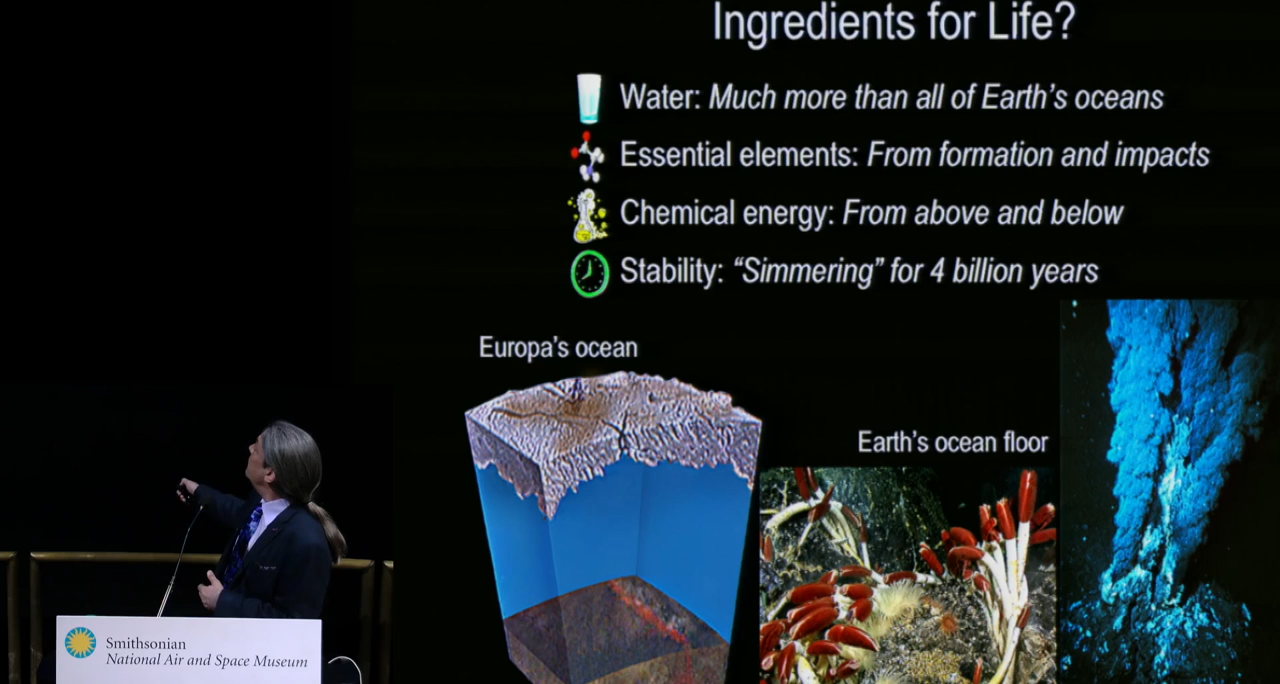 Ingredients for Life?
Water: Much more than all of Earth's oceans
Essential elements: From formation and impacts
Chemical energy: From above and below
Stability: “Simmering” for 4 billion years
Europa's ocean
Earth's ocean floor
Smithsonian
National Air and Space Museum